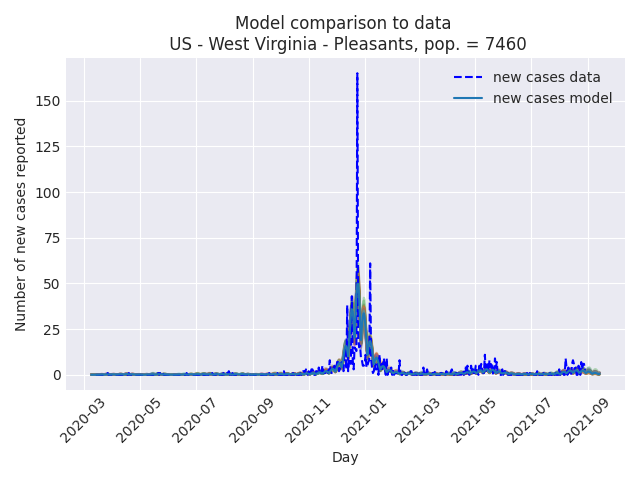 Model comparison to data
US - West Virginia - Pleasants, pop. = 7460
new cases data
new cases model
Number of new cases reported
150
125
100
75
50
25
0
2020-03
2020-05
2020-07
2020-09
2020-11
2021-01
2021-03
2021-05
2021-07
2021-09
Day